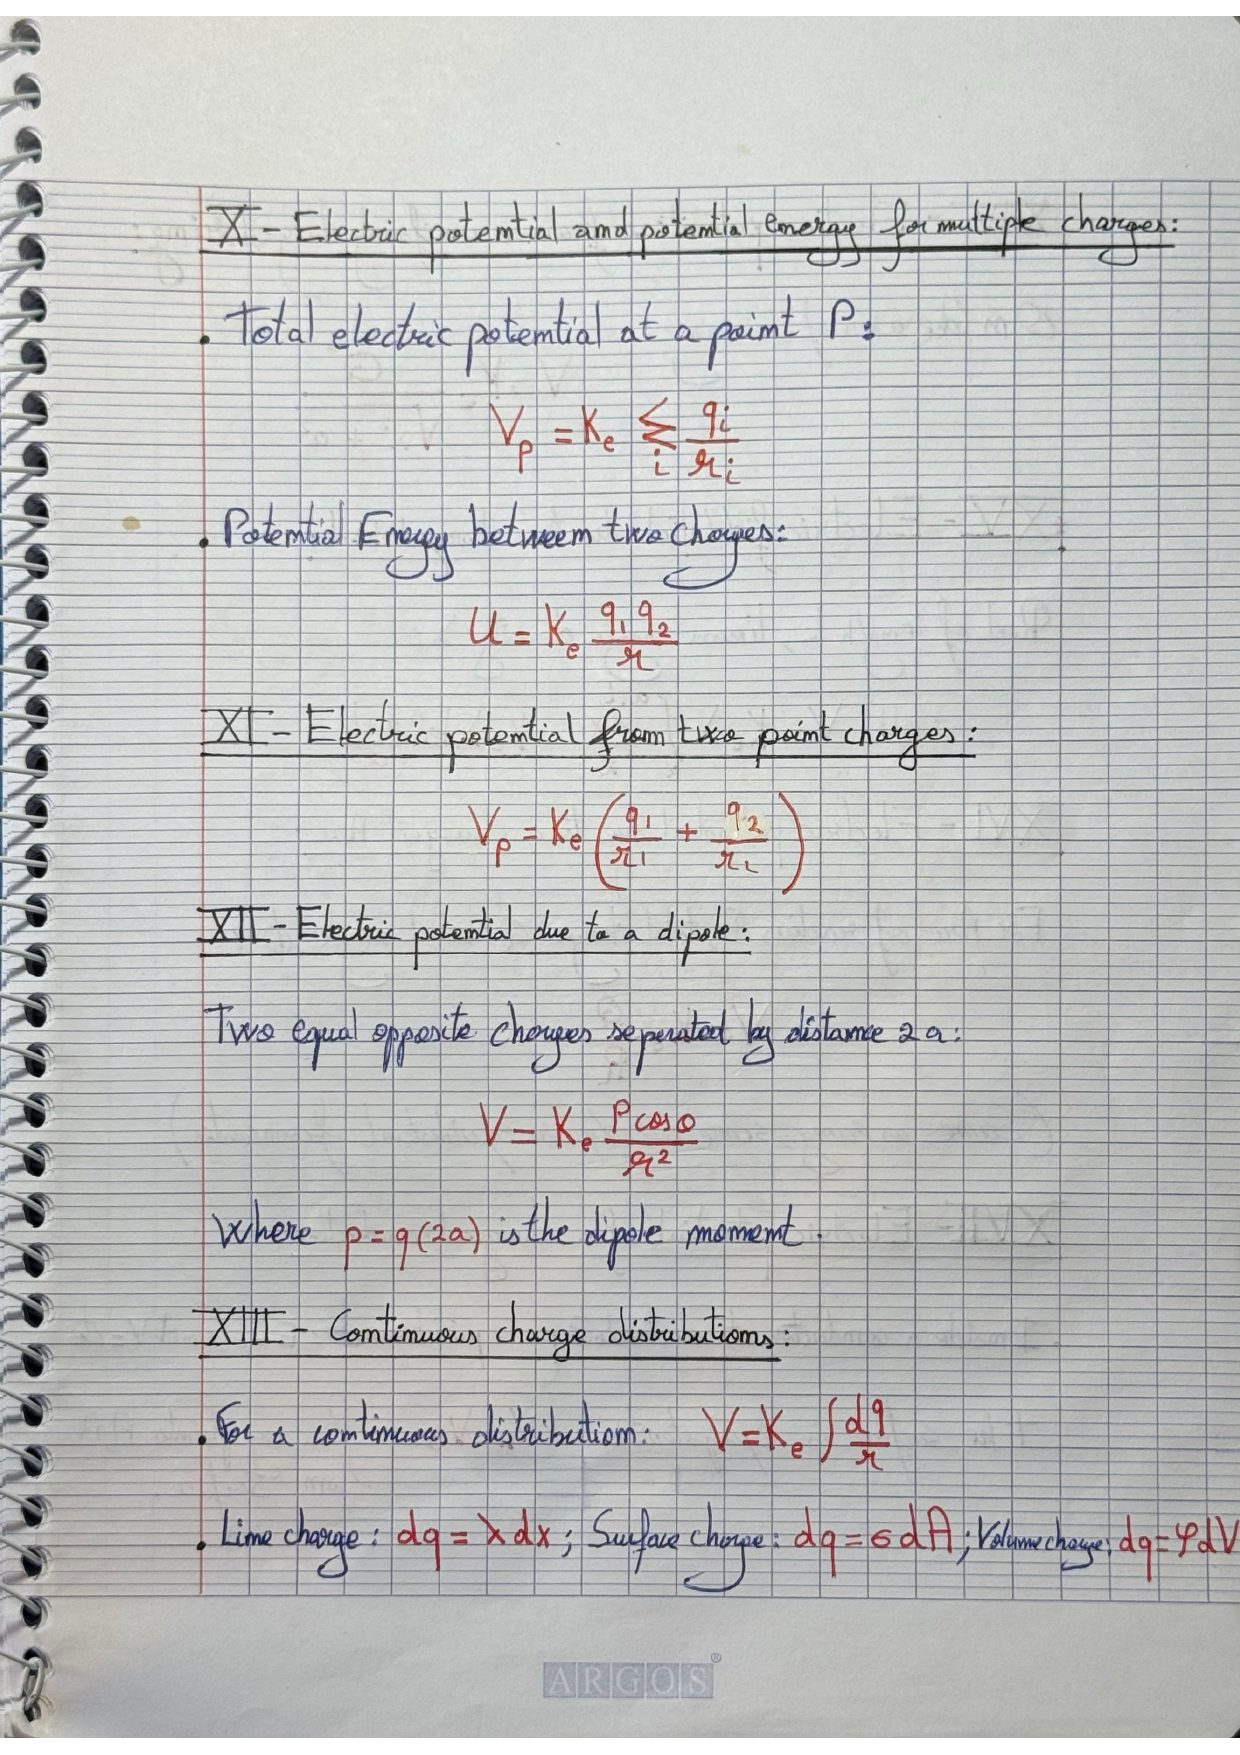 X - Electric potential and potential energy for multiple charges:
. Total electric potential at a point P:
V_p = K_e ∑_i q_i/r_i
. Potential Energy between two charges:
U = K_e q_1 q_2/r
XI - Electric potential from two point charges:
V_p = K_e (q_1/r_1 + q_2/r_2)
XII - Electric potential due to a dipole:
Two equal opposite charges seperated by distance 2a:
V = K_e P cos θ/r²
Where p = q(2a) is the dipole moment.
XIII - Continuous charge distributions:
. For a continuous distribution: V = K_e ∫ dq/r
. Line charge: dq = λ dx; Surface charge: dq = σ dA; Volume charge: dq = φ dV
ARGOS®